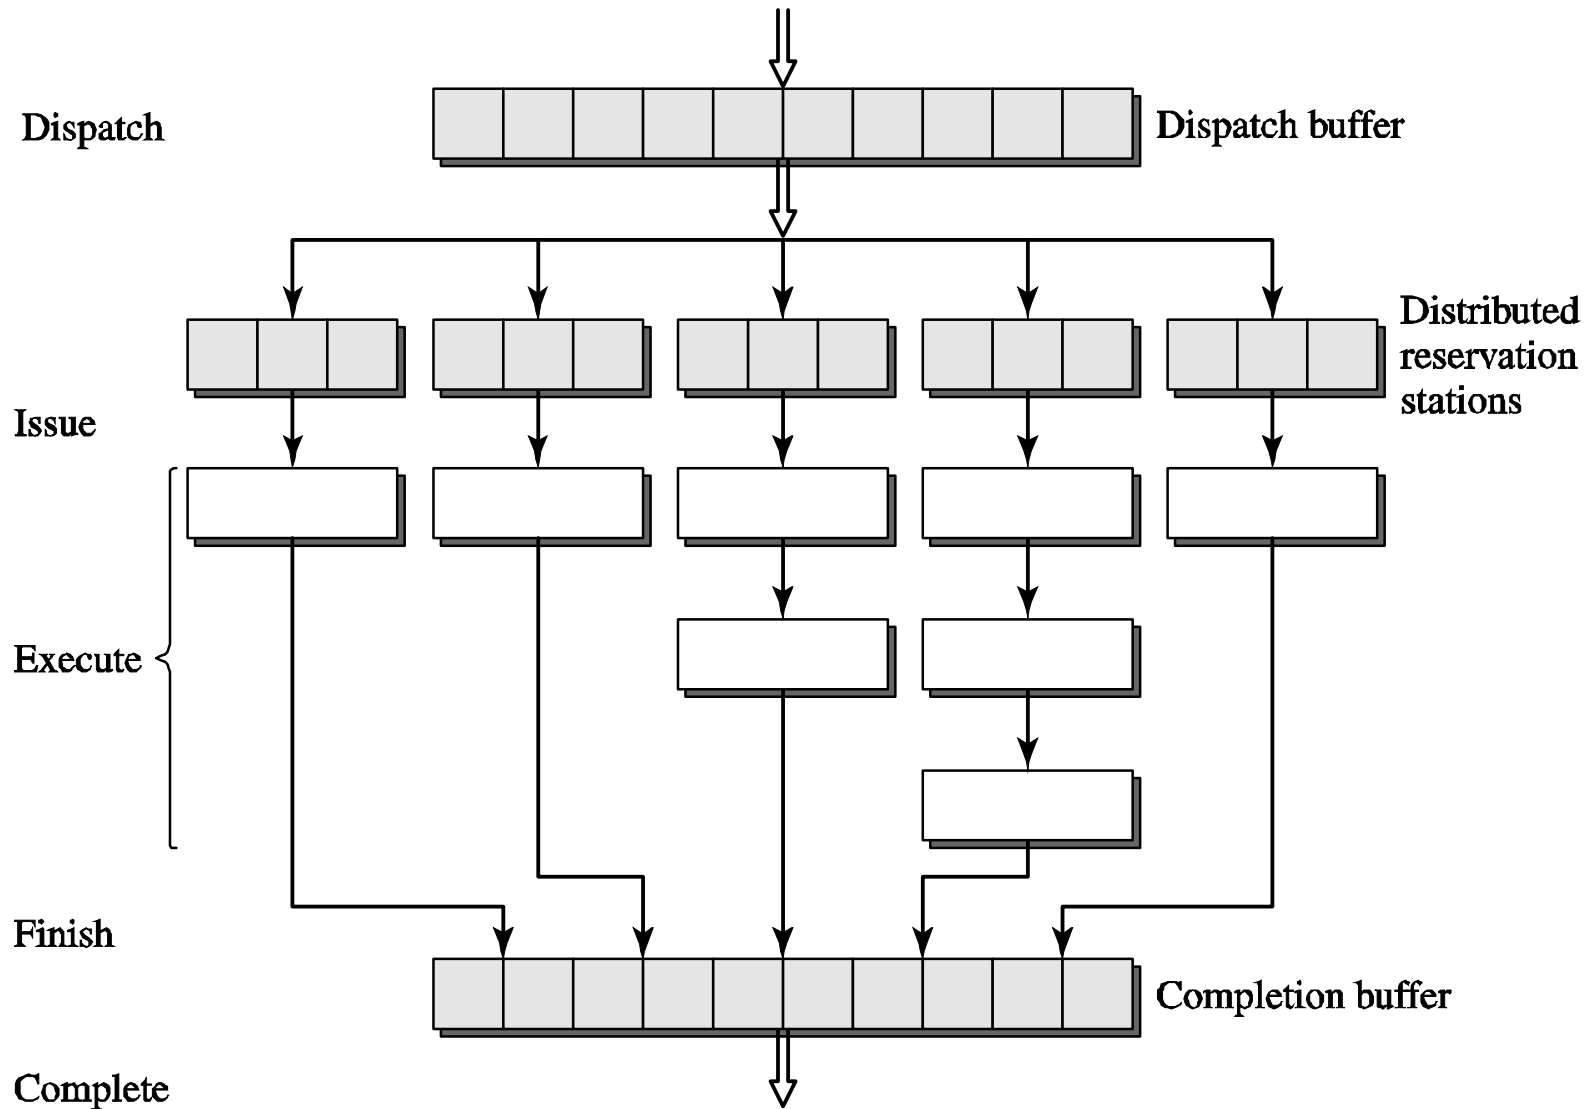 Dispatch
Dispatch buffer
Distributed
reservation
stations
Issue
Execute
Finish
Completion buffer
Complete